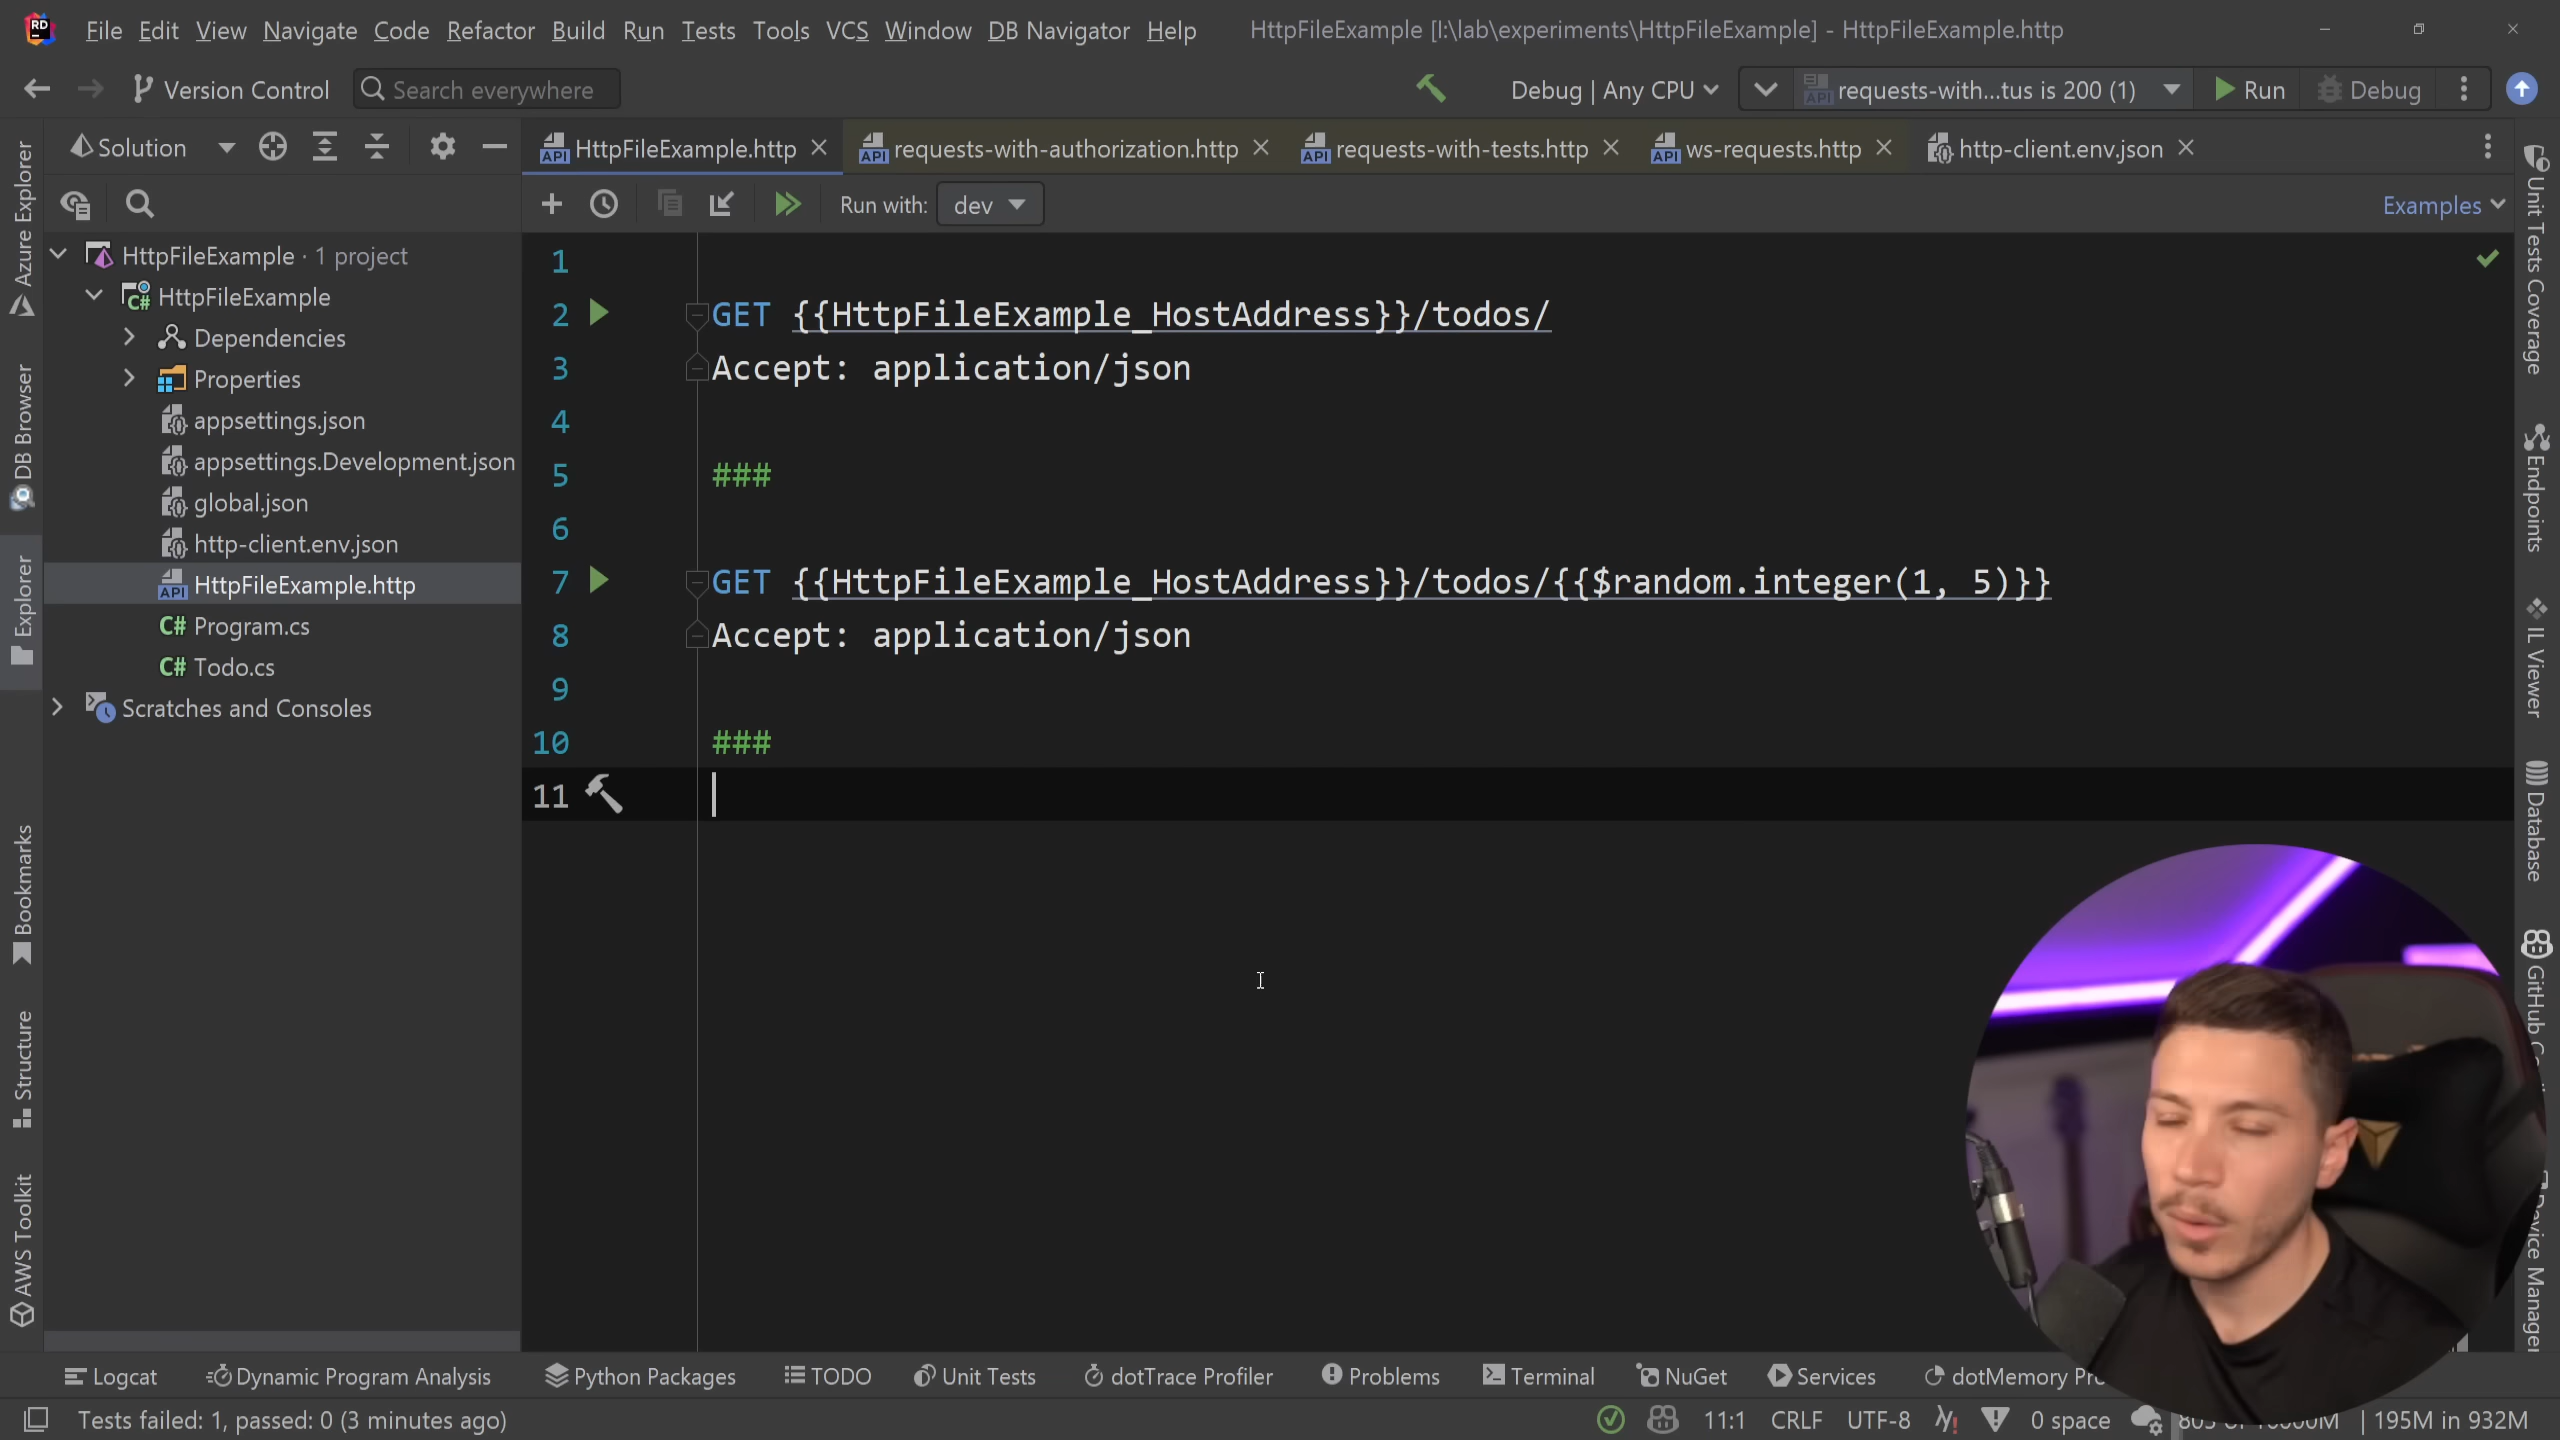 File Edit View Navigate Code Refactor Build Run Tests Tools VCS Window DB Navigator Help
HttpFileExample [I:\lab\experiments\HttpFileExample] - HttpFileExample.http
Version Control
Search everywhere
Debug | Any CPU
requests-with...tus is 200 (1)
Run
Debug
Solution
HttpFileExample.http
requests-with-authorization.http
requests-with-tests.http
ws-requests.http
http-client.env.json
Run with: dev
Examples
HttpFileExample · 1 project
HttpFileExample
Dependencies
Properties
appsettings.json
appsettings.Development.json
global.json
http-client.env.json
HttpFileExample.http
C# Program.cs
C# Todo.cs
Scratches and Consoles
1
2 GET {{HttpFileExample_HostAddress}}/todos/
3 Accept: application/json
4
5 ###
6
7 GET {{HttpFileExample_HostAddress}}/todos/{{$random.integer(1, 5)}}
8 Accept: application/json
9
10 ###
11
Azure Explorer
DB Browser
Explorer
Bookmarks
Structure
AWS Toolkit
Unit Tests Coverage
Endpoints
IL Viewer
Database
GitHub
Device Manager
Logcat
Dynamic Program Analysis
Python Packages
TODO
Unit Tests
dotTrace Profiler
Problems
Terminal
NuGet
Services
dotMemory
Tests failed: 1, passed: 0 (3 minutes ago)
11:1
CRLF
UTF-8
0 space
195M in 932M